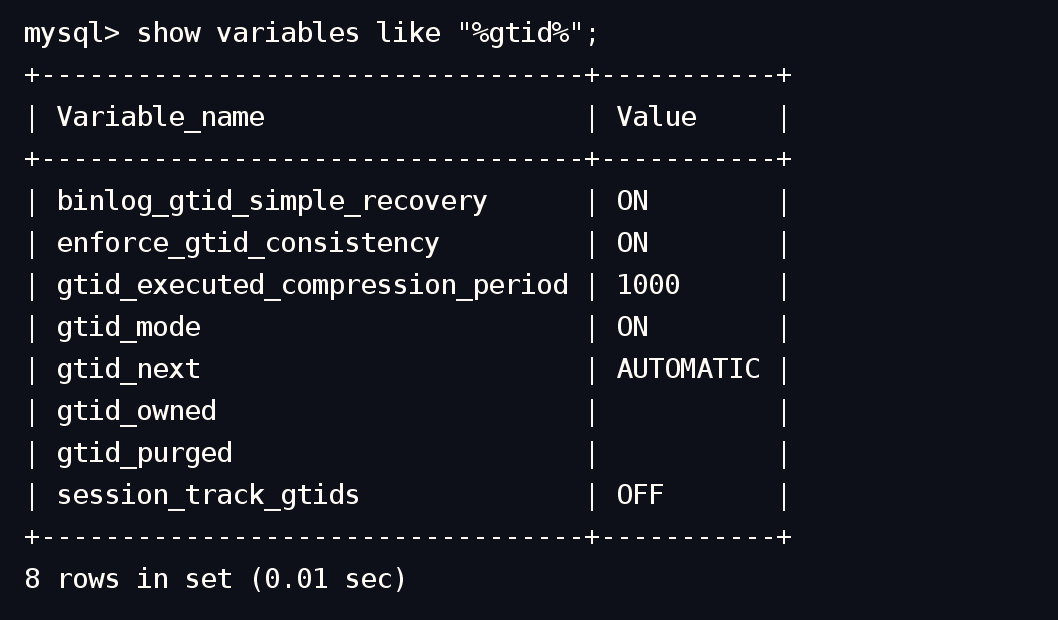 mysql> show variables like "%gtid%";
+----------------------------------+-----------+
| Variable_name                    | Value     |
+----------------------------------+-----------+
| binlog_gtid_simple_recovery      | ON        |
| enforce_gtid_consistency         | ON        |
| gtid_executed_compression_period | 1000      |
| gtid_mode                        | ON        |
| gtid_next                        | AUTOMATIC |
| gtid_owned                       |           |
| gtid_purged                      |           |
| session_track_gtids              | OFF       |
+----------------------------------+-----------+
8 rows in set (0.01 sec)